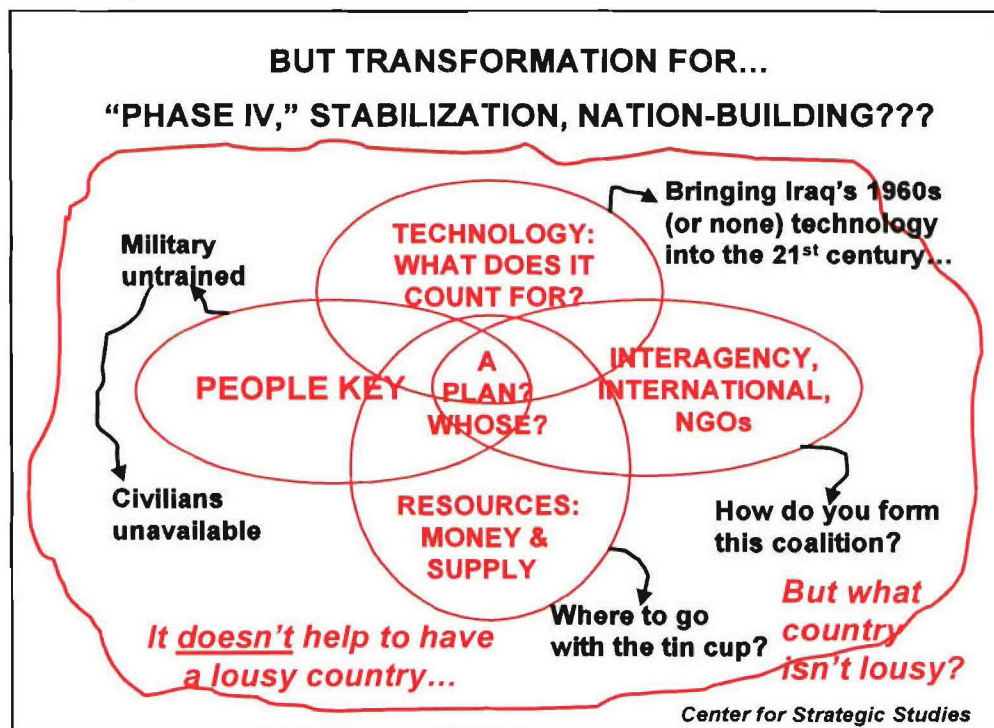 BUT TRANSFORMATION FOR...
"PHASE IV," STABILIZATION, NATION-BUILDING???
Bringing Iraq's 1960s
(or none) technology
into the 21st century...
Military
untrained
TECHNOLOGY:
WHAT DOES IT
COUNT FOR?
PEOPLE KEY
A
PLAN?
WHOSE?
INTERAGENCY,
INTERNATIONAL,
NGOs
Civilians
unavailable
RESOURCES:
MONEY &
SUPPLY
How do you form
this coalition?
Where to go
with the tin cup?
It doesn't help to have
a lousy country...
But what
country
isn't lousy?
Center for Strategic Studies